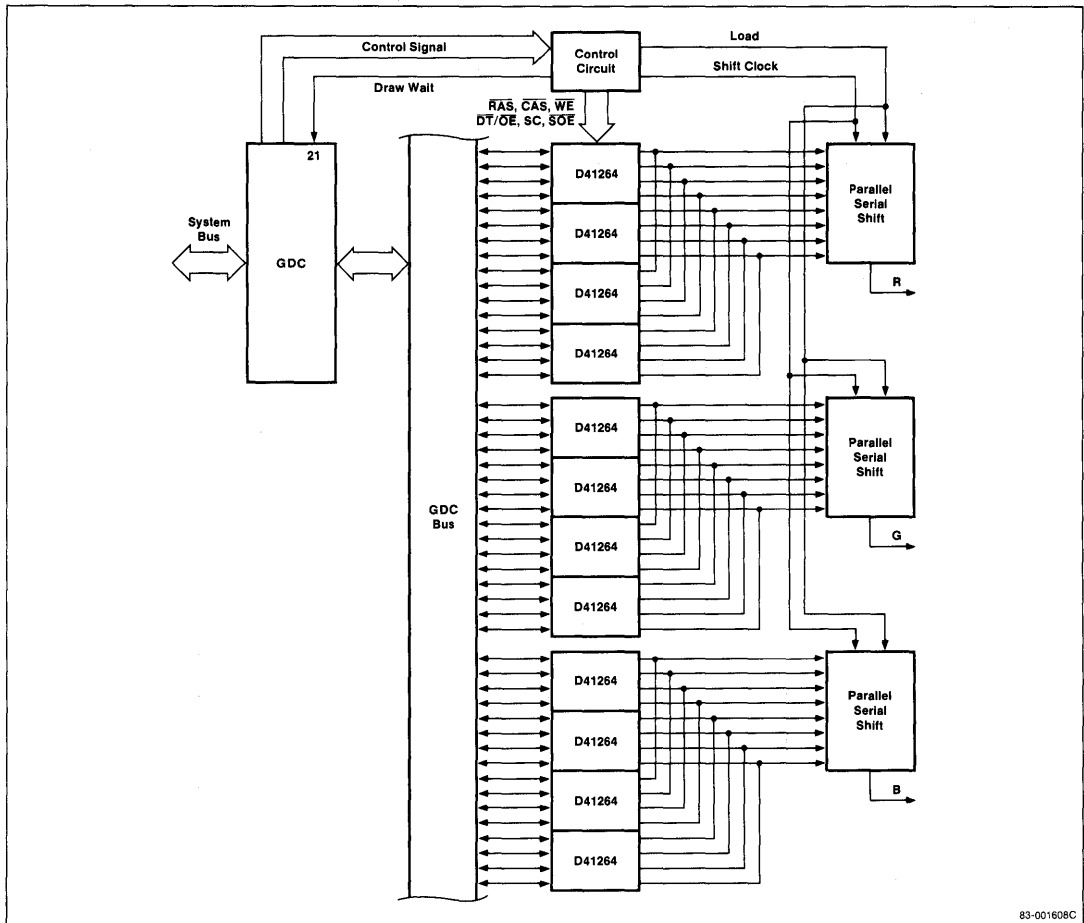 Control Signal
Draw Wait
Control
Circuit
Load
Shift Clock
RAS, CAS, WE
DT/OE, SC, SOE
21
System
Bus
GDC
GDC
Bus
D41264
D41264
D41264
D41264
Parallel
Serial
Shift
R
D41264
D41264
D41264
D41264
Parallel
Serial
Shift
G
D41264
D41264
D41264
D41264
Parallel
Serial
Shift
B
83-001608C